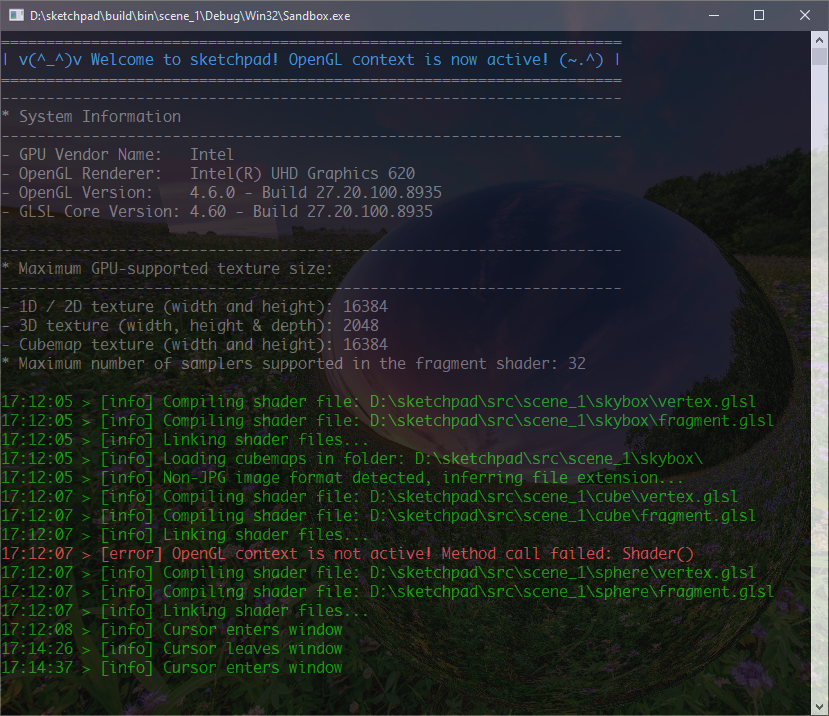 D:\sketchpad\build\bin\scene_1\Debug\Win32\Sandbox.exe
=====================================================================
| v(^_^)v Welcome to sketchpad! OpenGL context is now active! (~.^) |
=====================================================================
---------------------------------------------------------------------
* System Information
---------------------------------------------------------------------
- GPU Vendor Name:   Intel
- OpenGL Renderer:   Intel(R) UHD Graphics 620
- OpenGL Version:    4.6.0 - Build 27.20.100.8935
- GLSL Core Version: 4.60 - Build 27.20.100.8935
---------------------------------------------------------------------
* Maximum GPU-supported texture size:
---------------------------------------------------------------------
- 1D / 2D texture (width and height): 16384
- 3D texture (width, height & depth): 2048
- Cubemap texture (width and height): 16384
* Maximum number of samplers supported in the fragment shader: 32
17:12:05 > [info] Compiling shader file: D:\sketchpad\src\scene_1\skybox\vertex.glsl
17:12:05 > [info] Compiling shader file: D:\sketchpad\src\scene_1\skybox\fragment.glsl
17:12:05 > [info] Linking shader files...
17:12:05 > [info] Loading cubemaps in folder: D:\sketchpad\src\scene_1\skybox\
17:12:05 > [info] Non-JPG image format detected, inferring file extension...
17:12:07 > [info] Compiling shader file: D:\sketchpad\src\scene_1\cube\vertex.glsl
17:12:07 > [info] Compiling shader file: D:\sketchpad\src\scene_1\cube\fragment.glsl
17:12:07 > [info] Linking shader files...
17:12:07 > [error] OpenGL context is not active! Method call failed: Shader()
17:12:07 > [info] Compiling shader file: D:\sketchpad\src\scene_1\sphere\vertex.glsl
17:12:07 > [info] Compiling shader file: D:\sketchpad\src\scene_1\sphere\fragment.glsl
17:12:07 > [info] Linking shader files...
17:12:08 > [info] Cursor enters window
17:14:26 > [info] Cursor leaves window
17:14:37 > [info] Cursor enters window